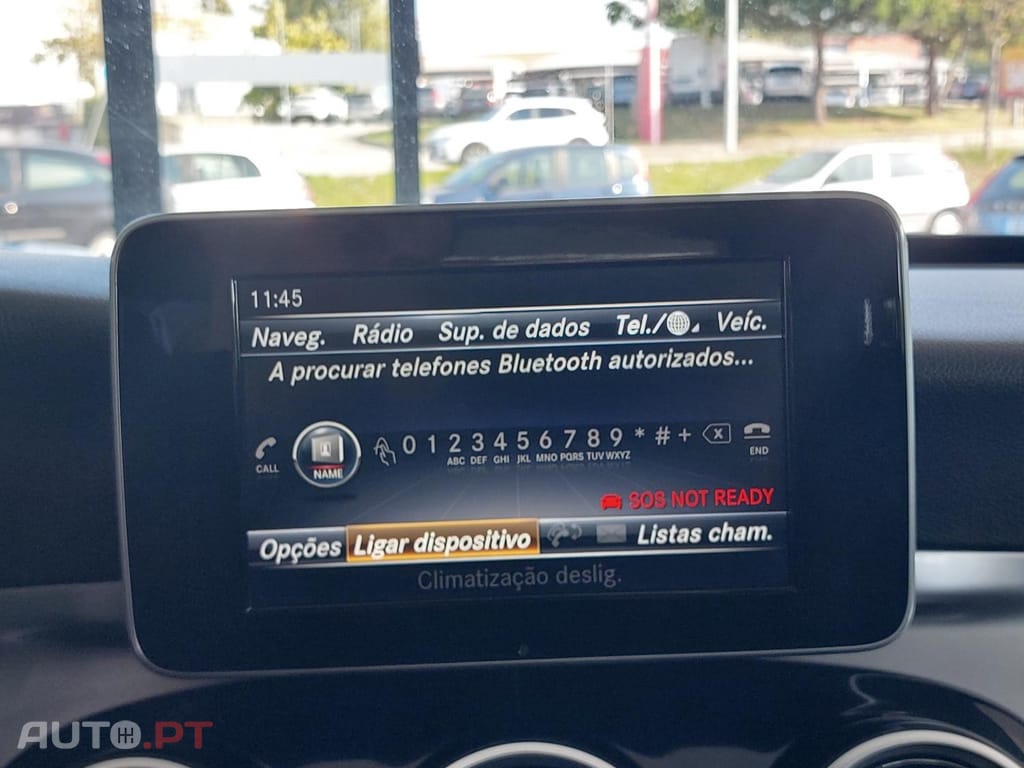 11:45
Naveg. Rádio Sup. de dados Tel./ Veíc.
A procurar telefones Bluetooth autorizados...
0 1 2 3 4 5 6 7 8 9 * # + X
CALL NAME ABC DEF GHI JKL MNO PQRS TUV WXYZ END
SOS NOT READY
Opções Ligar dispositivo Listas cham.
Climatização deslig.
AUTO.PT